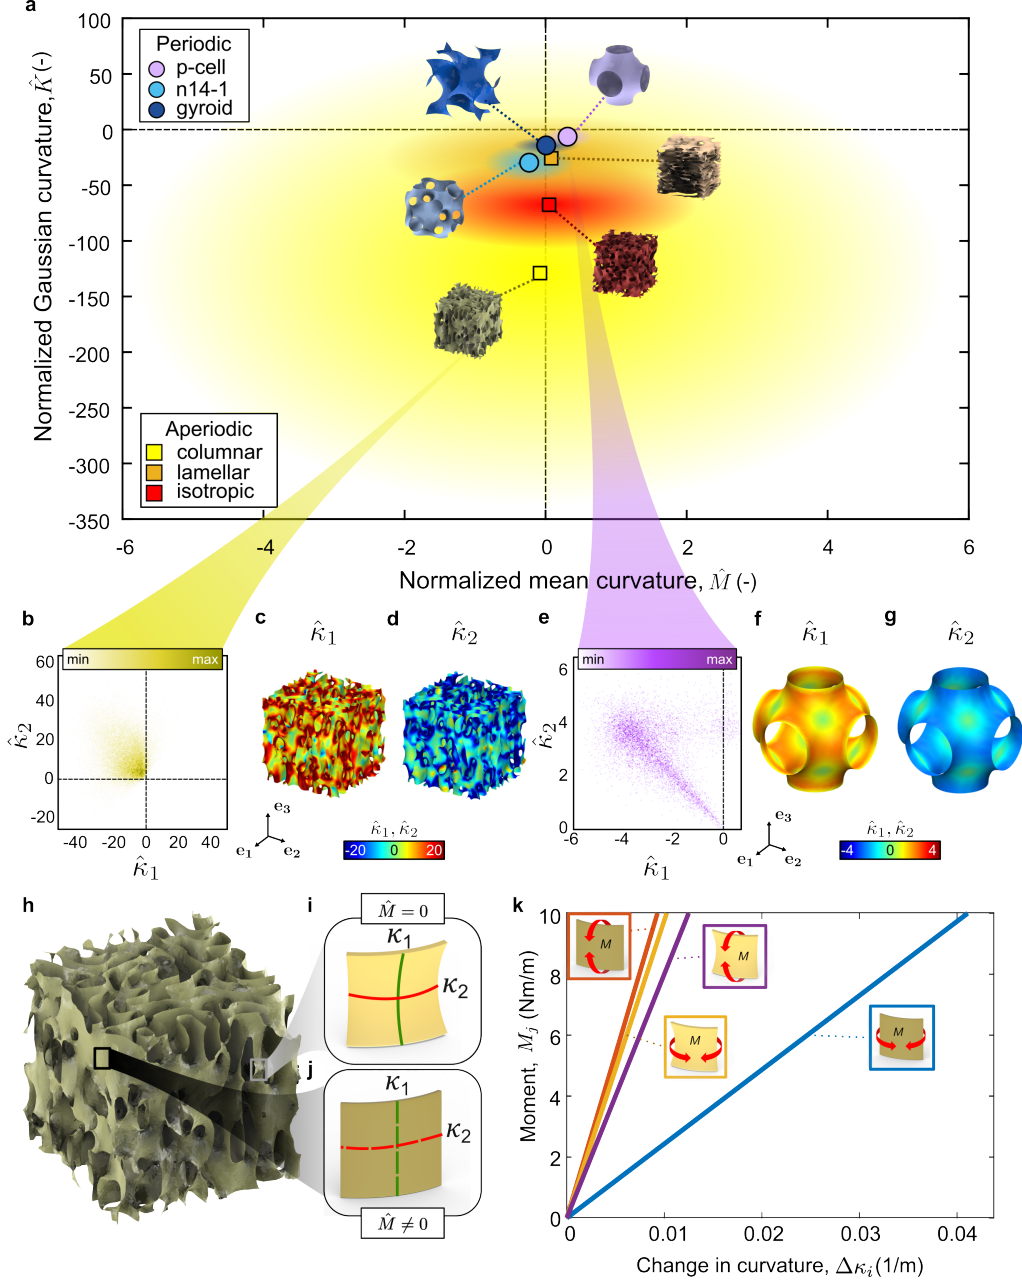 a
Normalized Gaussian curvature, K̂ (-)
100
50
0
-50
-100
-150
-200
-250
-300
-350
Periodic
p-cell
n14-1
gyroid
Aperiodic
columnar
lamellar
isotropic
-6
-4
-2
0
2
4
6
Normalized mean curvature, M̂ (-)
b
min
max
60
40
20
0
-20
κ̂₂
-40
-20
0
20
40
κ̂₁
c
κ̂₁
d
κ̂₂
e₃
e₁
e₂
κ̂₁, κ̂₂
-20
0
20
e
min
max
6
4
2
0
κ̂₂
-6
-4
-2
0
κ̂₁
f
κ̂₁
g
κ̂₂
e₃
e₁
e₂
κ̂₁, κ̂₂
-4
0
4
h
i
M̂ = 0
κ₁
κ₂
j
κ₁
κ₂
M̂ ≠ 0
k
Moment, Mⱼ (Nm/m)
10
8
6
4
2
0
M
M
M
M
0
0.01
0.02
0.03
0.04
Change in curvature, Δκᵢ (1/m)